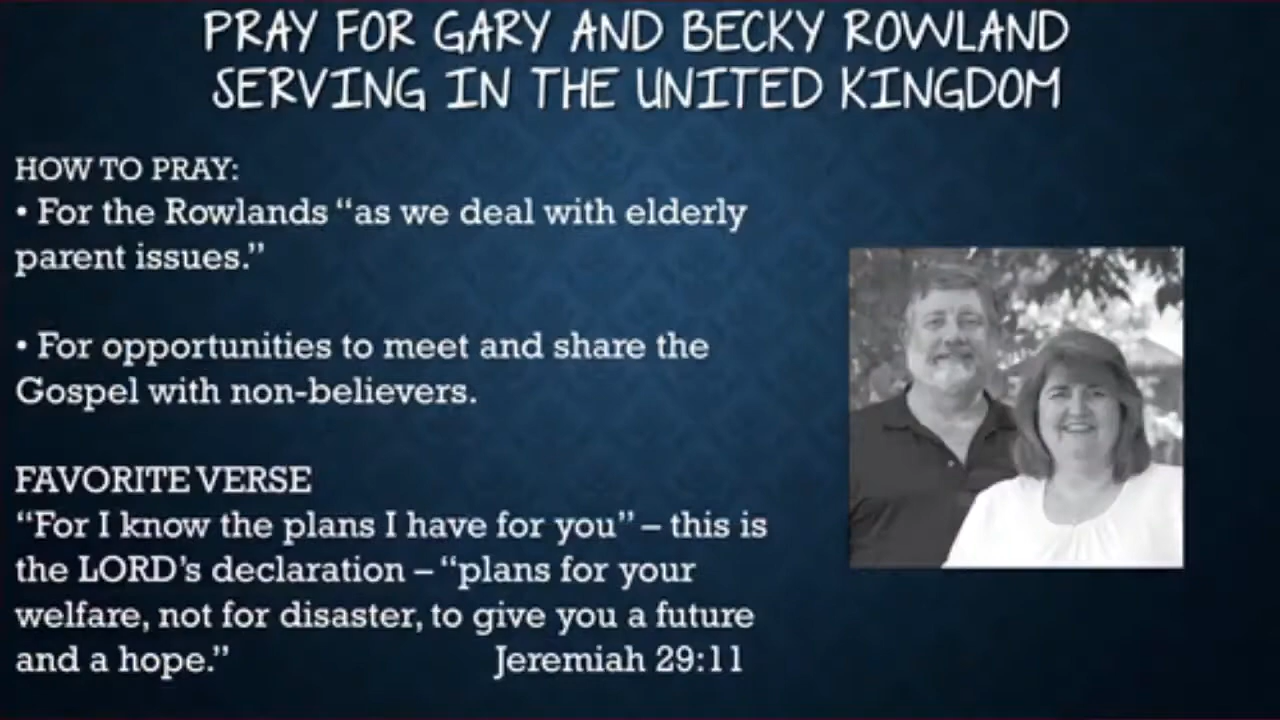 PRAY FOR GARY AND BECKY ROWLAND
SERVING IN THE UNITED KINGDOM
HOW TO PRAY:
• For the Rowlands “as we deal with elderly
parent issues.”
• For opportunities to meet and share the
Gospel with non-believers.
FAVORITE VERSE
“For I know the plans I have for you” – this is
the LORD’s declaration – “plans for your
welfare, not for disaster, to give you a future
and a hope.” Jeremiah 29:11